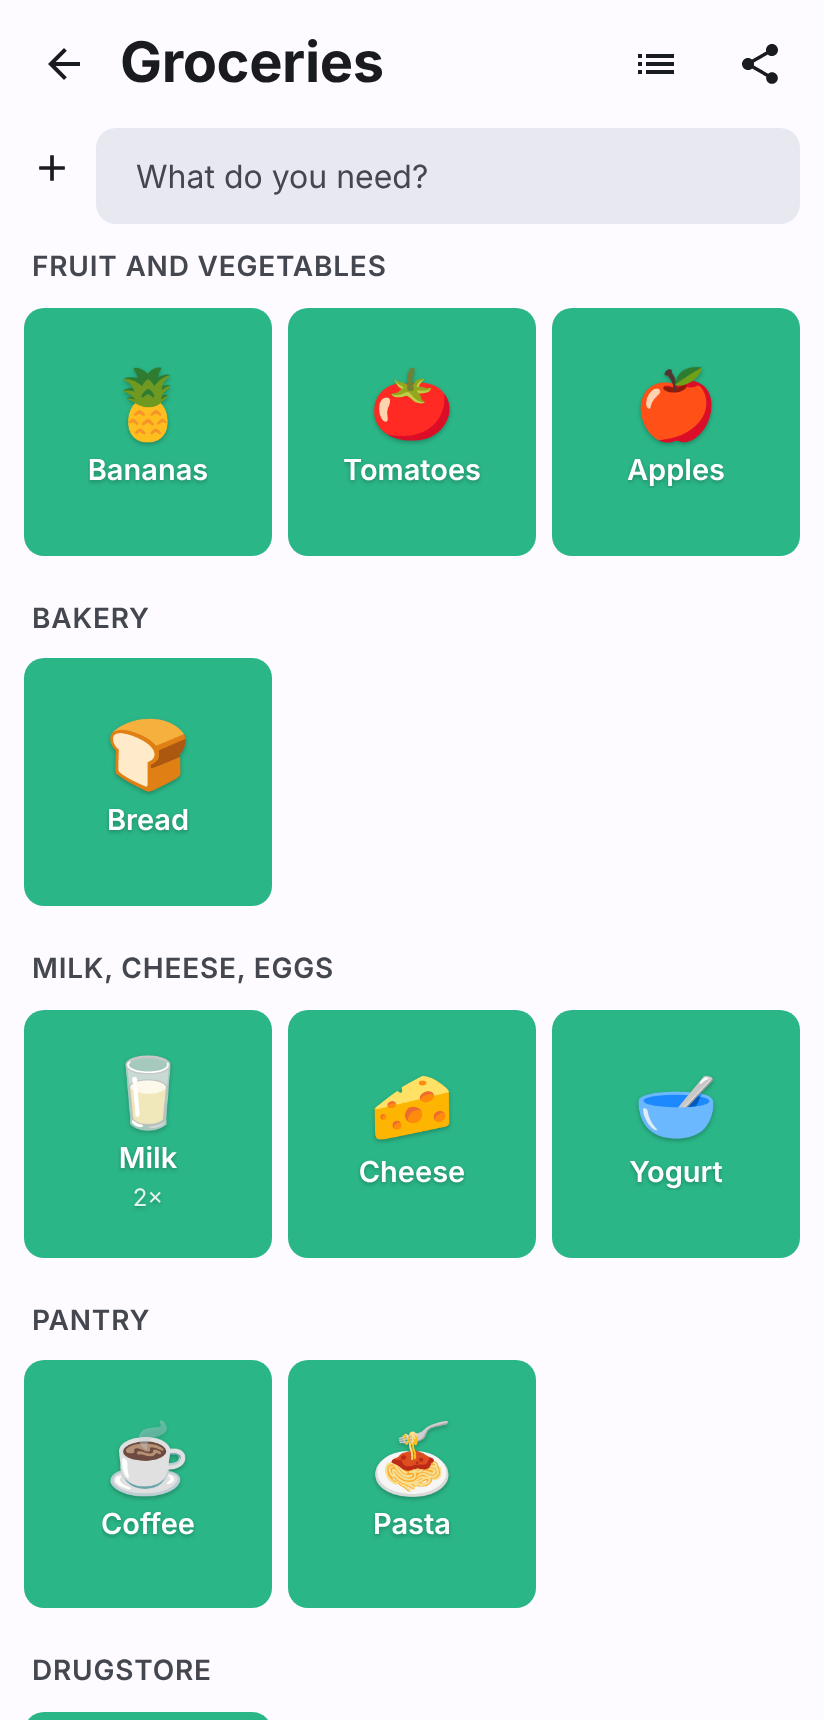 Groceries
What do you need?
FRUIT AND VEGETABLES
Bananas
Tomatoes
Apples
BAKERY
Bread
MILK, CHEESE, EGGS
Milk
2×
Cheese
Yogurt
PANTRY
Coffee
Pasta
DRUGSTORE